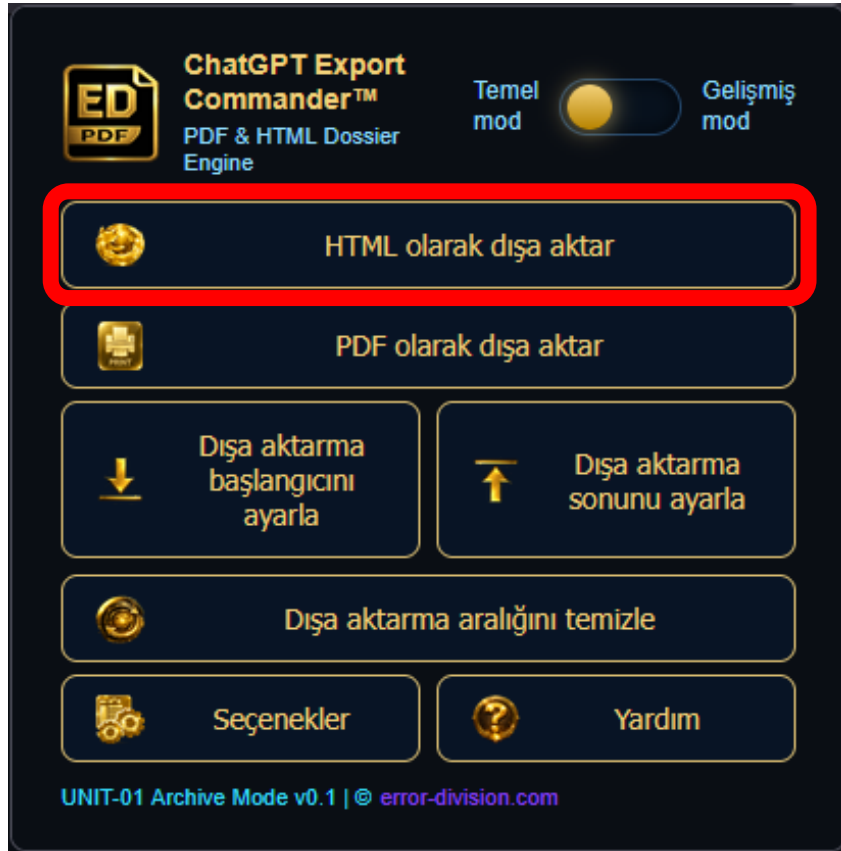 ED
PDF
ChatGPT Export
Commander™
PDF & HTML Dossier
Engine
Temel
mod
Gelişmiş
mod
HTML olarak dışa aktar
PRINT
PDF olarak dışa aktar
Dışa aktarma
başlangıcını
ayarla
Dışa aktarma
sonunu ayarla
Dışa aktarma aralığını temizle
Seçenekler
Yardım
UNIT-01 Archive Mode v0.1 | © error-division.com